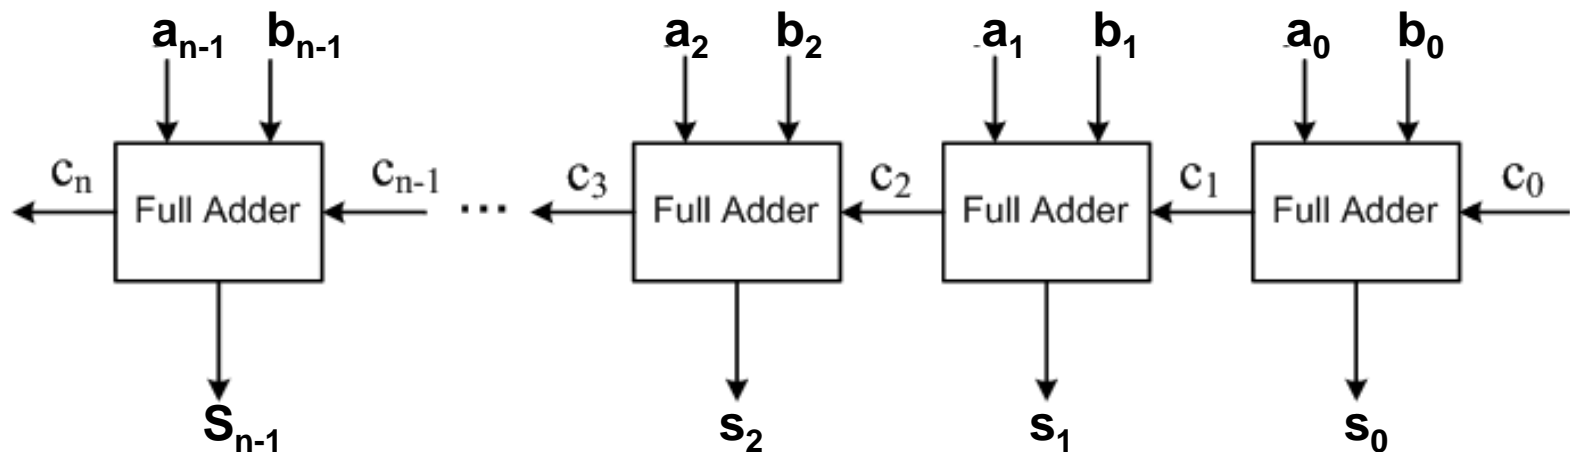 aₙ₋₁ bₙ₋₁ a₂ b₂ a₁ b₁ a₀ b₀
cₙ Full Adder cₙ₋₁ ... c₃ Full Adder c₂ Full Adder c₁ Full Adder c₀
Sₙ₋₁ s₂ s₁ s₀